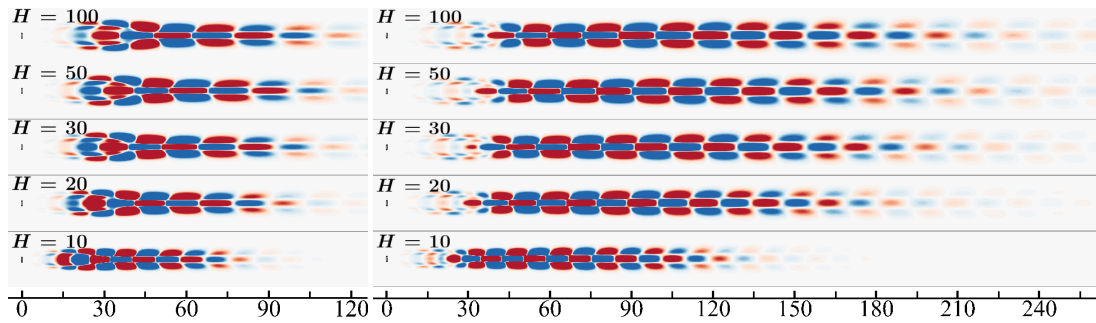 H = 100 H = 100
H = 50 H = 50
H = 30 H = 30
H = 20 H = 20
H = 10 H = 10
0 30 60 90 120 0 30 60 90 120 150 180 210 240